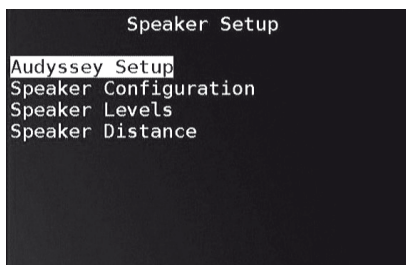 Speaker Setup
Audyssey Setup
Speaker Configuration
Speaker Levels
Speaker Distance